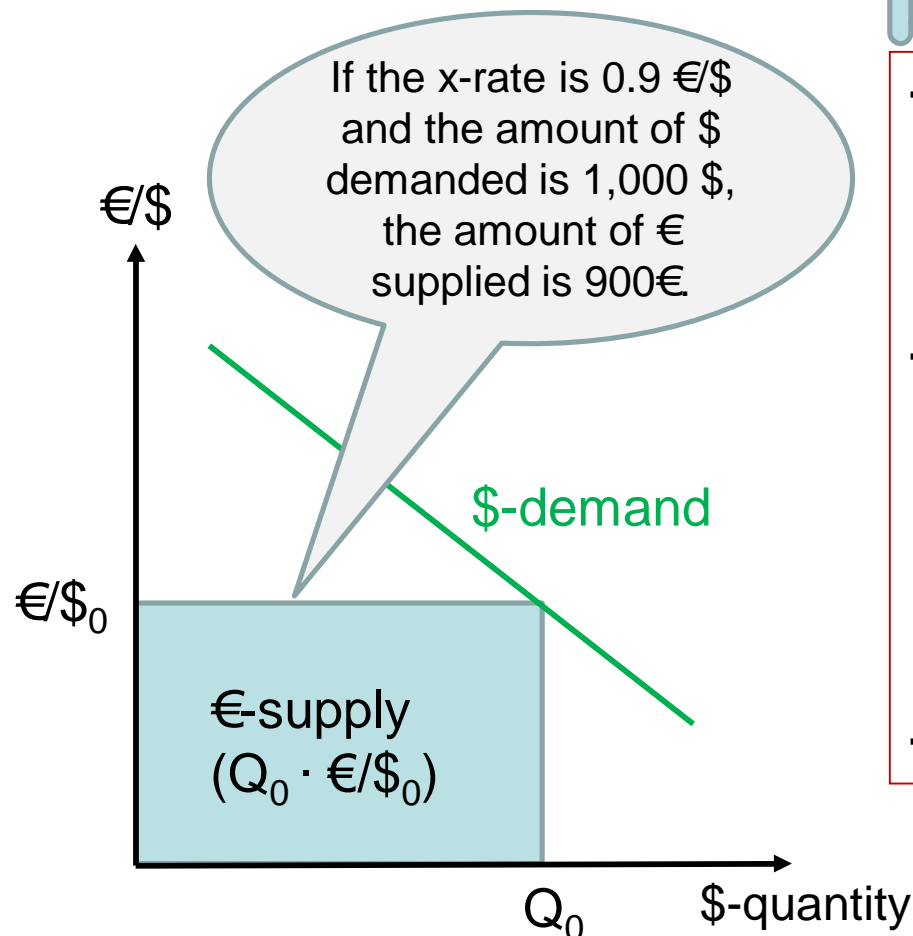 If the x-rate is 0.9 €/$
and the amount of $
demanded is 1,000 $,
the amount of €
supplied is 900€.
€/$
$-demand
€/$₀
€-supply
(Q₀ · €/$₀)
Q₀
$-quantity